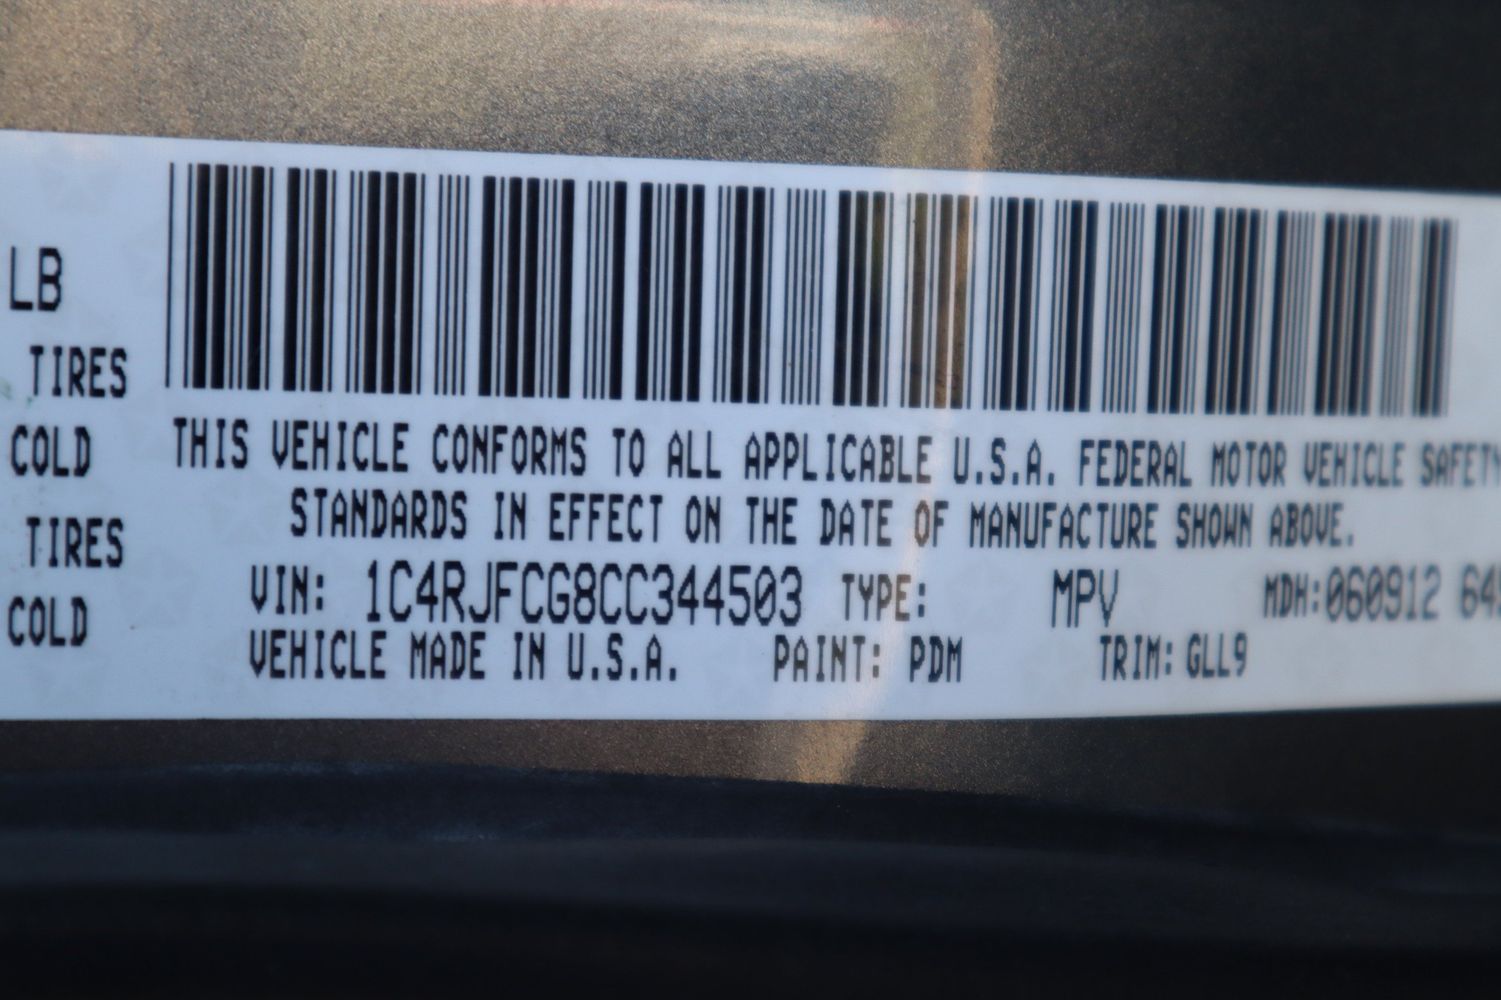 LB
TIRES
COLD
TIRES
COLD
THIS VEHICLE CONFORMS TO ALL APPLICABLE U.S.A. FEDERAL MOTOR VEHICLE SAFETY
STANDARDS IN EFFECT ON THE DATE OF MANUFACTURE SHOWN ABOVE.
VIN: 1C4RJFCG8CC344503 TYPE: MPV MDH:060912
VEHICLE MADE IN U.S.A. PAINT: PDM TRIM: GLL9